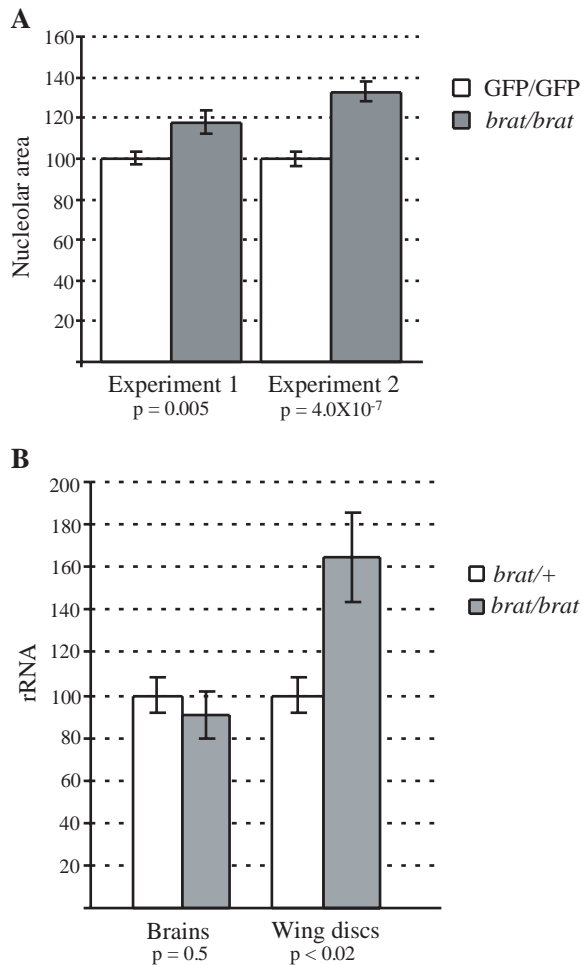 A
160
140
120
100
80
60
40
20
Nucleolar area
GFP/GFP
brat/brat
Experiment 1
p = 0.005
Experiment 2
p = 4.0X10⁻⁷
B
200
180
160
140
120
100
80
60
40
20
rRNA
brat/+
brat/brat
Brains
p = 0.5
Wing discs
p < 0.02